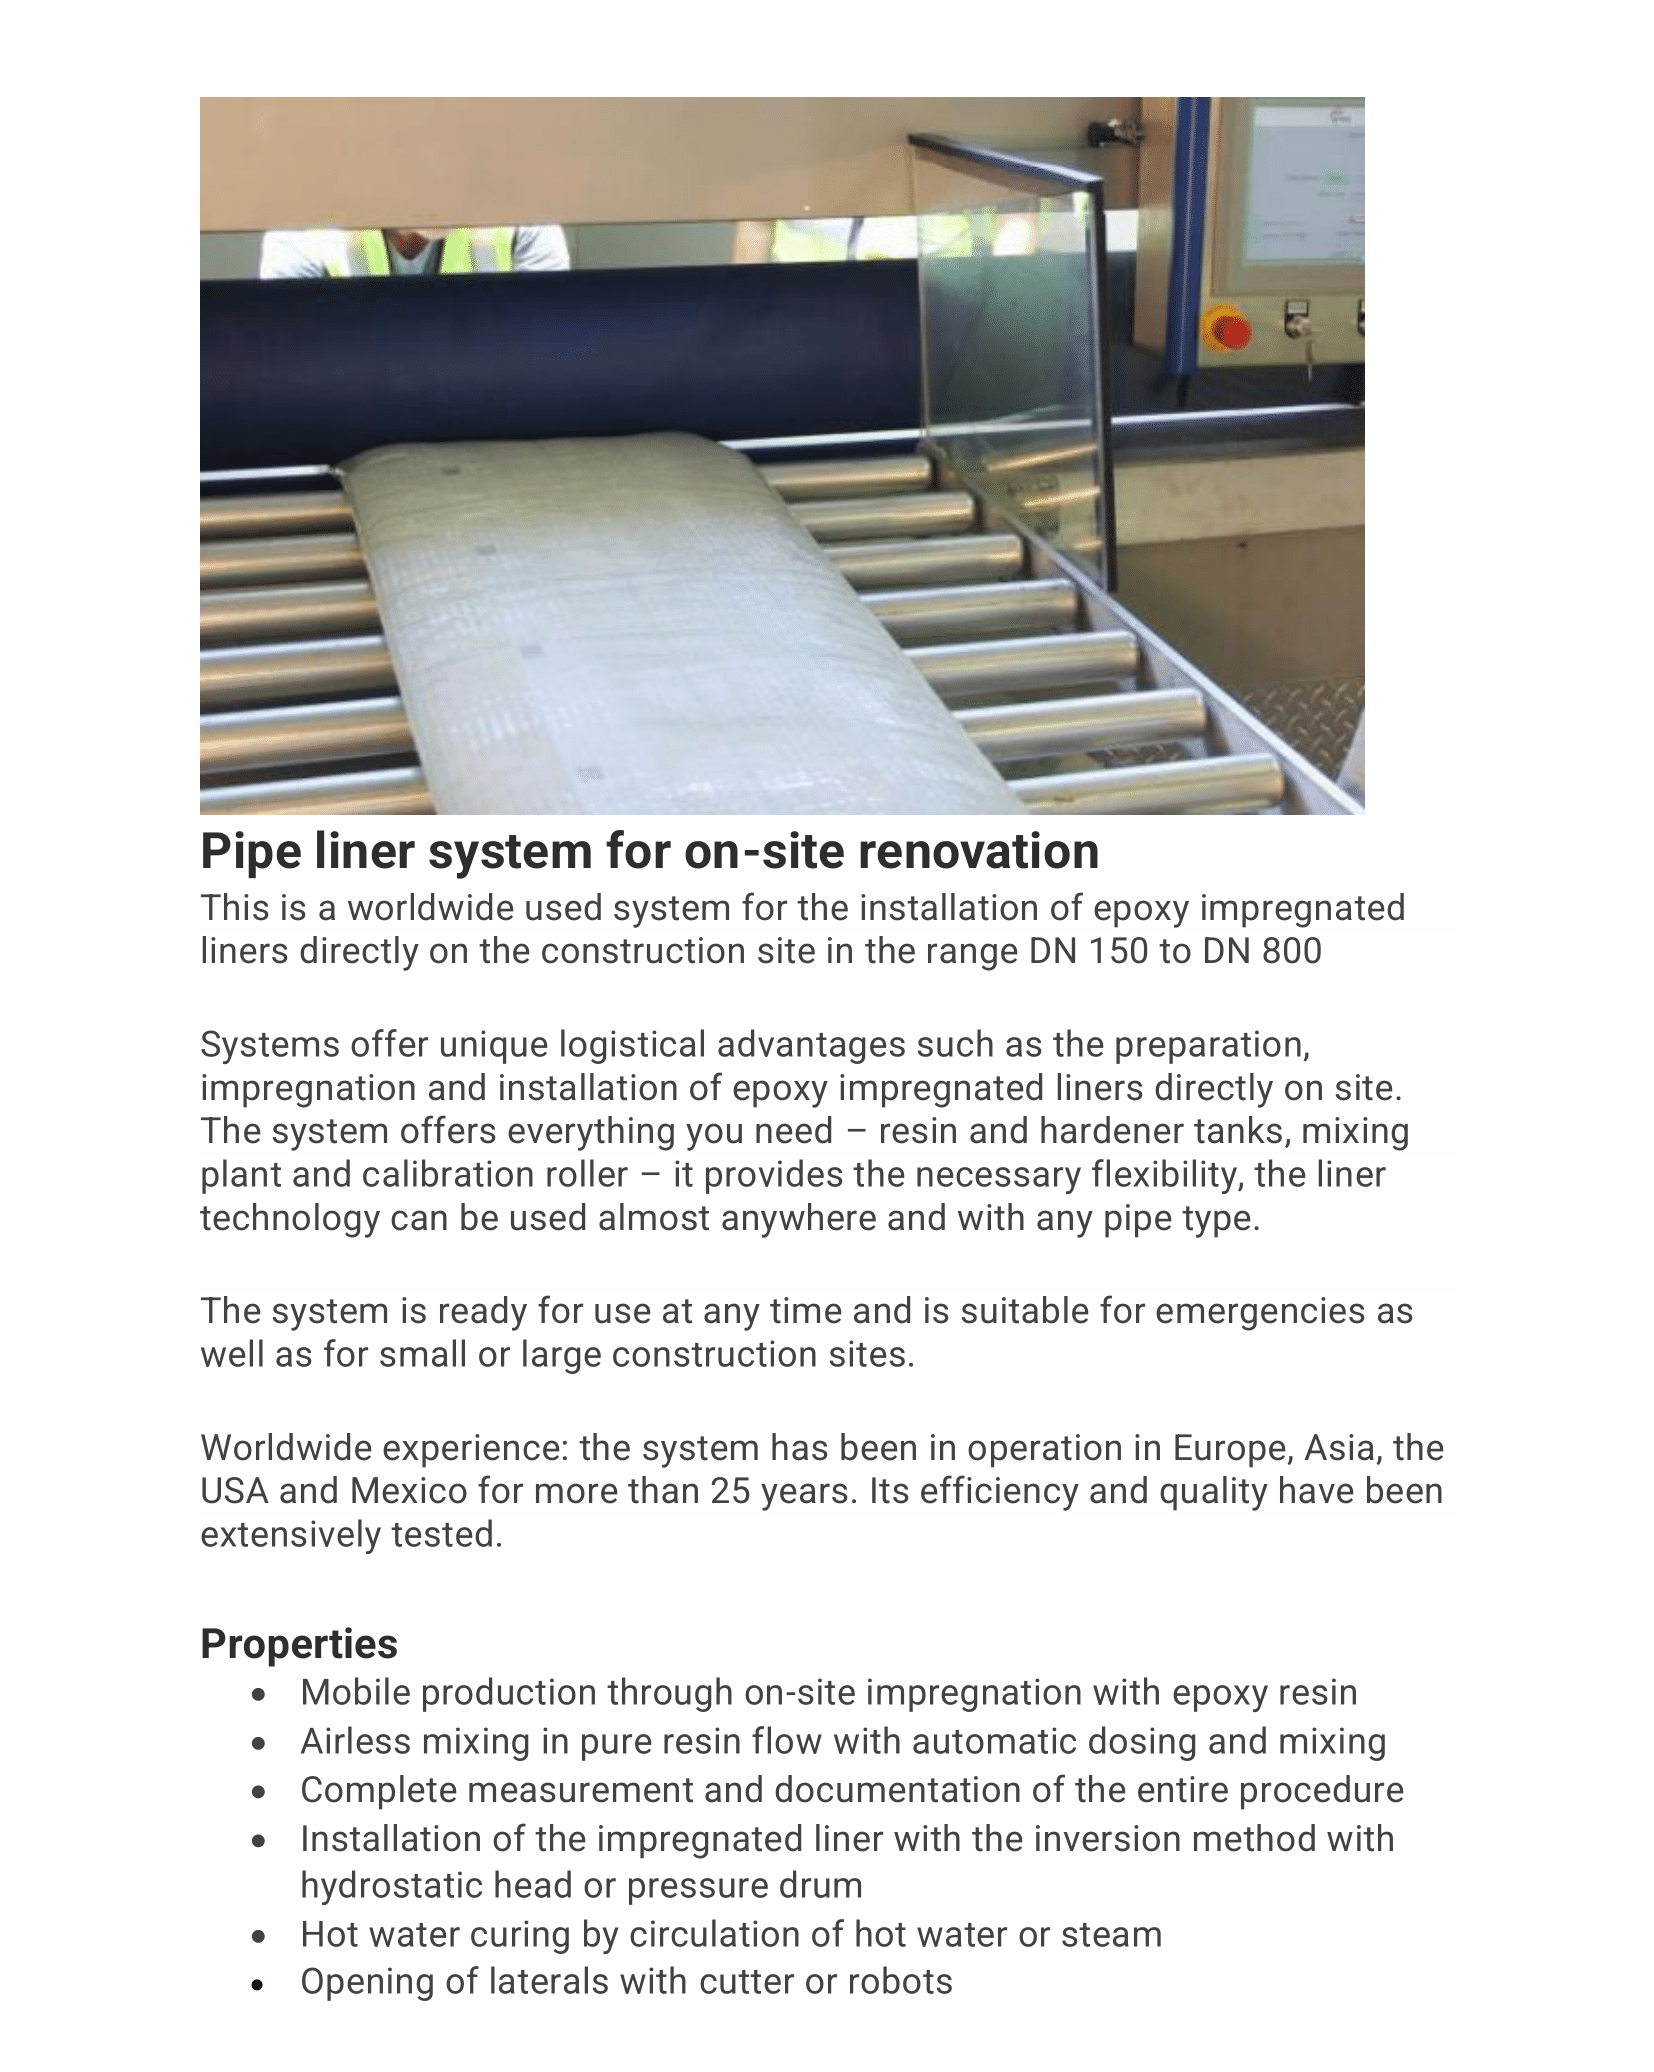 Pipe liner system for on-site renovation
This is a worldwide used system for the installation of epoxy impregnated
liners directly on the construction site in the range DN 150 to DN 800
Systems offer unique logistical advantages such as the preparation,
impregnation and installation of epoxy impregnated liners directly on site.
The system offers everything you need – resin and hardener tanks, mixing
plant and calibration roller – it provides the necessary flexibility, the liner
technology can be used almost anywhere and with any pipe type.
The system is ready for use at any time and is suitable for emergencies as
well as for small or large construction sites.
Worldwide experience: the system has been in operation in Europe, Asia, the
USA and Mexico for more than 25 years. Its efficiency and quality have been
extensively tested.
Properties
• Mobile production through on-site impregnation with epoxy resin
• Airless mixing in pure resin flow with automatic dosing and mixing
• Complete measurement and documentation of the entire procedure
• Installation of the impregnated liner with the inversion method with
hydrostatic head or pressure drum
• Hot water curing by circulation of hot water or steam
• Opening of laterals with cutter or robots